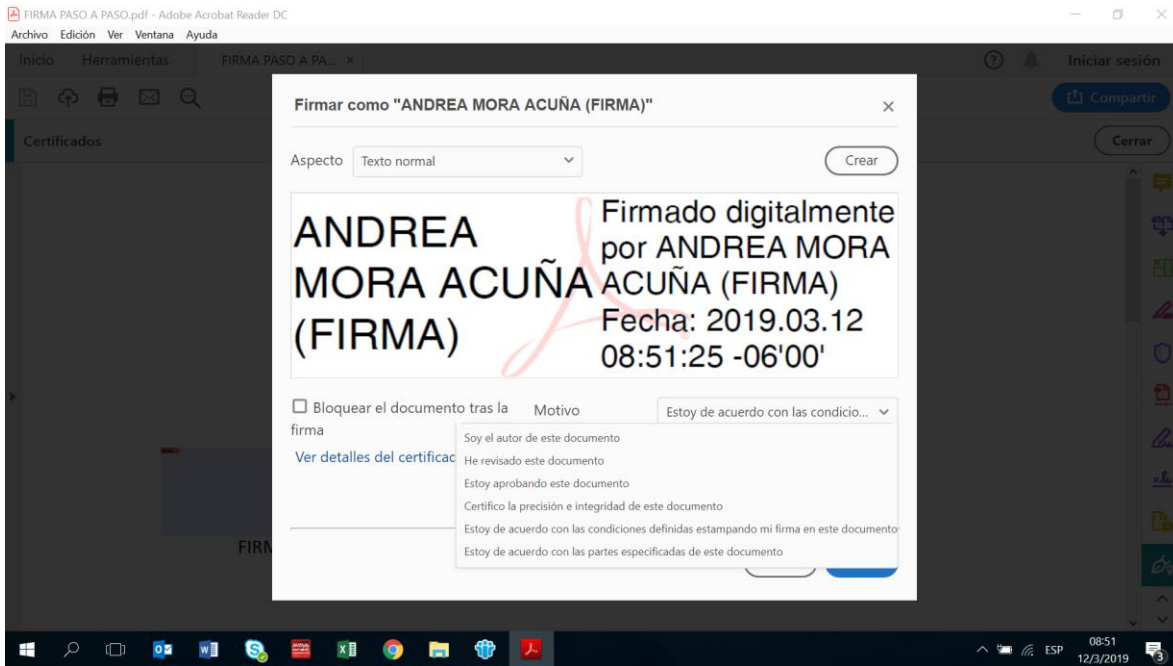 FIRMA PASO A PASO.pdf - Adobe Acrobat Reader DC
Archivo Edición Ver Ventana Ayuda
Inicio Herramientas FIRMA PASO A PA... × Iniciar sesión
Compartir
Certificados Cerrar
Firmar como "ANDREA MORA ACUÑA (FIRMA)"
Aspecto Texto normal Crear
ANDREA
MORA ACUÑA
(FIRMA)
Firmado digitalmente
por ANDREA MORA
ACUÑA (FIRMA)
Fecha: 2019.03.12
08:51:25 -06'00'
Bloquear el documento tras la
firma
Motivo Estoy de acuerdo con las condicio...
Ver detalles del certificad
Soy el autor de este documento
He revisado este documento
Estoy aprobando este documento
Certifico la precisión e integridad de este documento
Estoy de acuerdo con las condiciones definidas estampando mi firma en este documento
Estoy de acuerdo con las partes especificadas de este documento
FIRM
ESP
08:51
12/3/2019